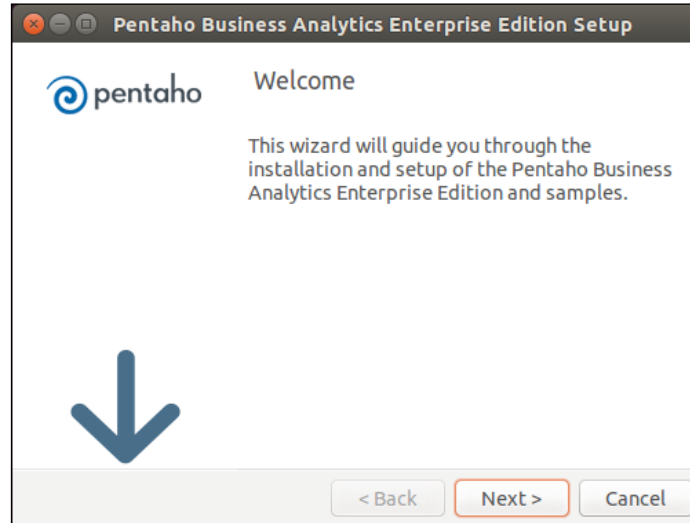 Pentaho Business Analytics Enterprise Edition Setup
pentaho
Welcome
This wizard will guide you through the
installation and setup of the Pentaho Business
Analytics Enterprise Edition and samples.
< Back
Next >
Cancel